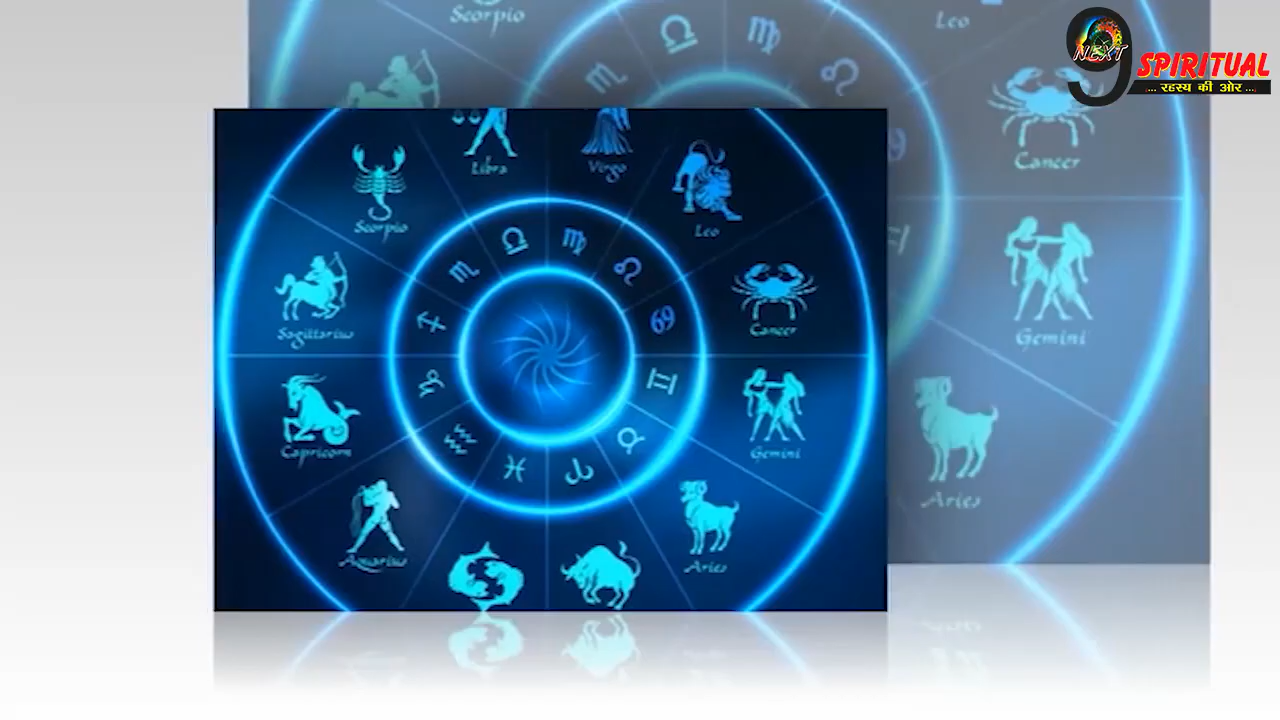 Scorpio
Leo
NEXT
9
SPIRITUAL
... रहस्य की ओर ...
Cancer
Gemini
Aries
Libra
Virgo
Scorpio
Leo
Sagittarius
Cancer
Capricorn
Gemini
Aquarius
Aries